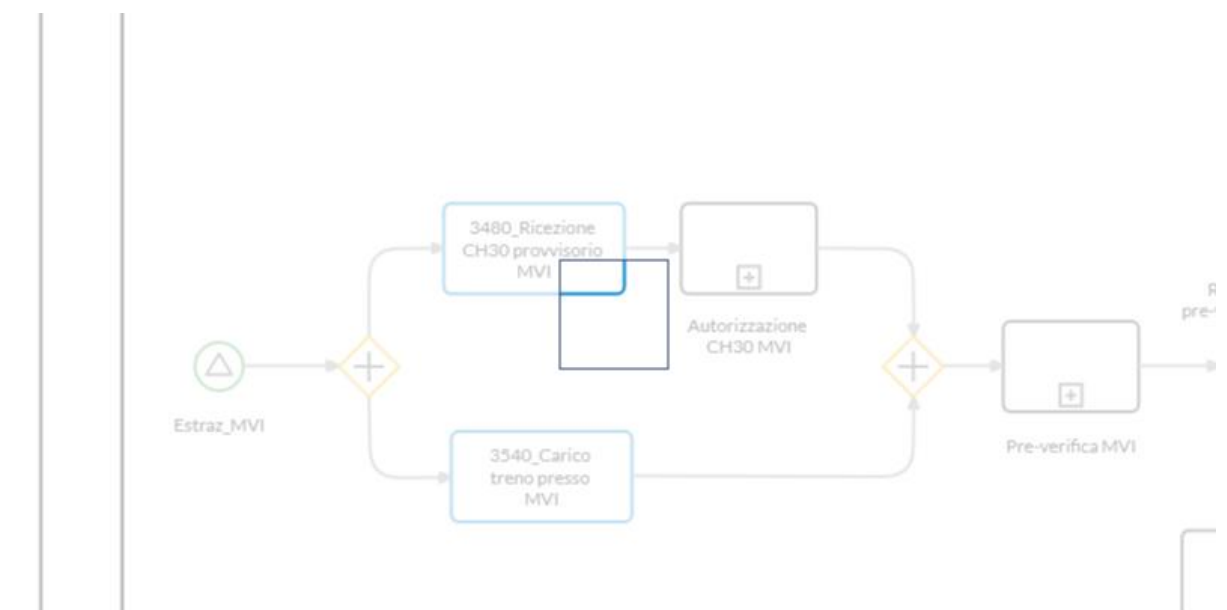 3480_Ricezione
CH30 provvisorio
MVI
Autorizzazione
CH30 MVI
Estraz_MVI
3540_Carico
treno presso
MVI
Pre-verifica MVI